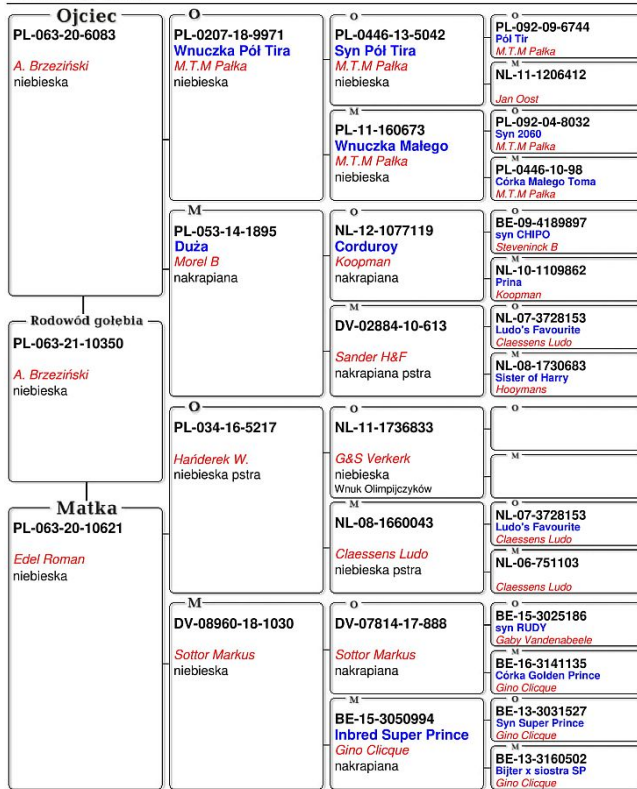 Ojciec
PL-063-20-6083
A. Brzeziński
niebieska
Rodowód gołebia
PL-063-21-10350
A. Brzeziński
niebieska
Matka
PL-063-20-10621
Edel Roman
niebieska
O
PL-0207-18-9971
Wnuczka Pół Tira
M.T.M Pałka
niebieska
M
PL-053-14-1895
Duża
Morel B
nakrapiana
O
PL-034-16-5217
Hańderek W.
niebieska pstra
M
DV-08960-18-1030
Sottor Markus
niebieska
O
PL-0446-13-5042
Syn Pół Tira
M.T.M Pałka
niebieska
M
PL-11-160673
Wnuczka Małego
M.T.M Pałka
niebieska
O
NL-12-1077119
Corduroy
Koopman
nakrapiana
M
DV-02884-10-613
Sander H&F
nakrapiana pstra
O
NL-11-1736833
G&S Verkerk
niebieska
Wnuk Olimpijczyków
M
NL-08-1660043
Claessens Ludo
niebieska pstra
O
DV-07814-17-888
Sottor Markus
nakrapiana
M
BE-15-3050994
Inbred Super Prince
Gino Clicque
nakrapiana
O
PL-092-09-6744
Pół Tir
M.T.M Pałka
M
NL-11-1206412
Jan Oost
O
PL-092-04-8032
Syn 2060
M.T.M Pałka
M
PL-0446-10-98
Córka Małego Toma
M.T.M Pałka
O
BE-09-4189897
syn CHIPO
Steveninck B
M
NL-10-1109862
Prina
Koopman
O
NL-07-3728153
Ludo's Favourite
Claessens Ludo
M
NL-08-1730683
Sister of Harry
Hooymans
O
M
O
NL-07-3728153
Ludo's Favourite
Claessens Ludo
M
NL-06-751103
Claessens Ludo
O
BE-15-3025186
syn RUDY
Gaby Vandenabeele
M
BE-16-3141135
Córka Golden Prince
Gino Clicque
O
BE-13-3031527
Syn Super Prince
Gino Clicque
M
BE-13-3160502
Bijter x siostra SP
Gino Clicque